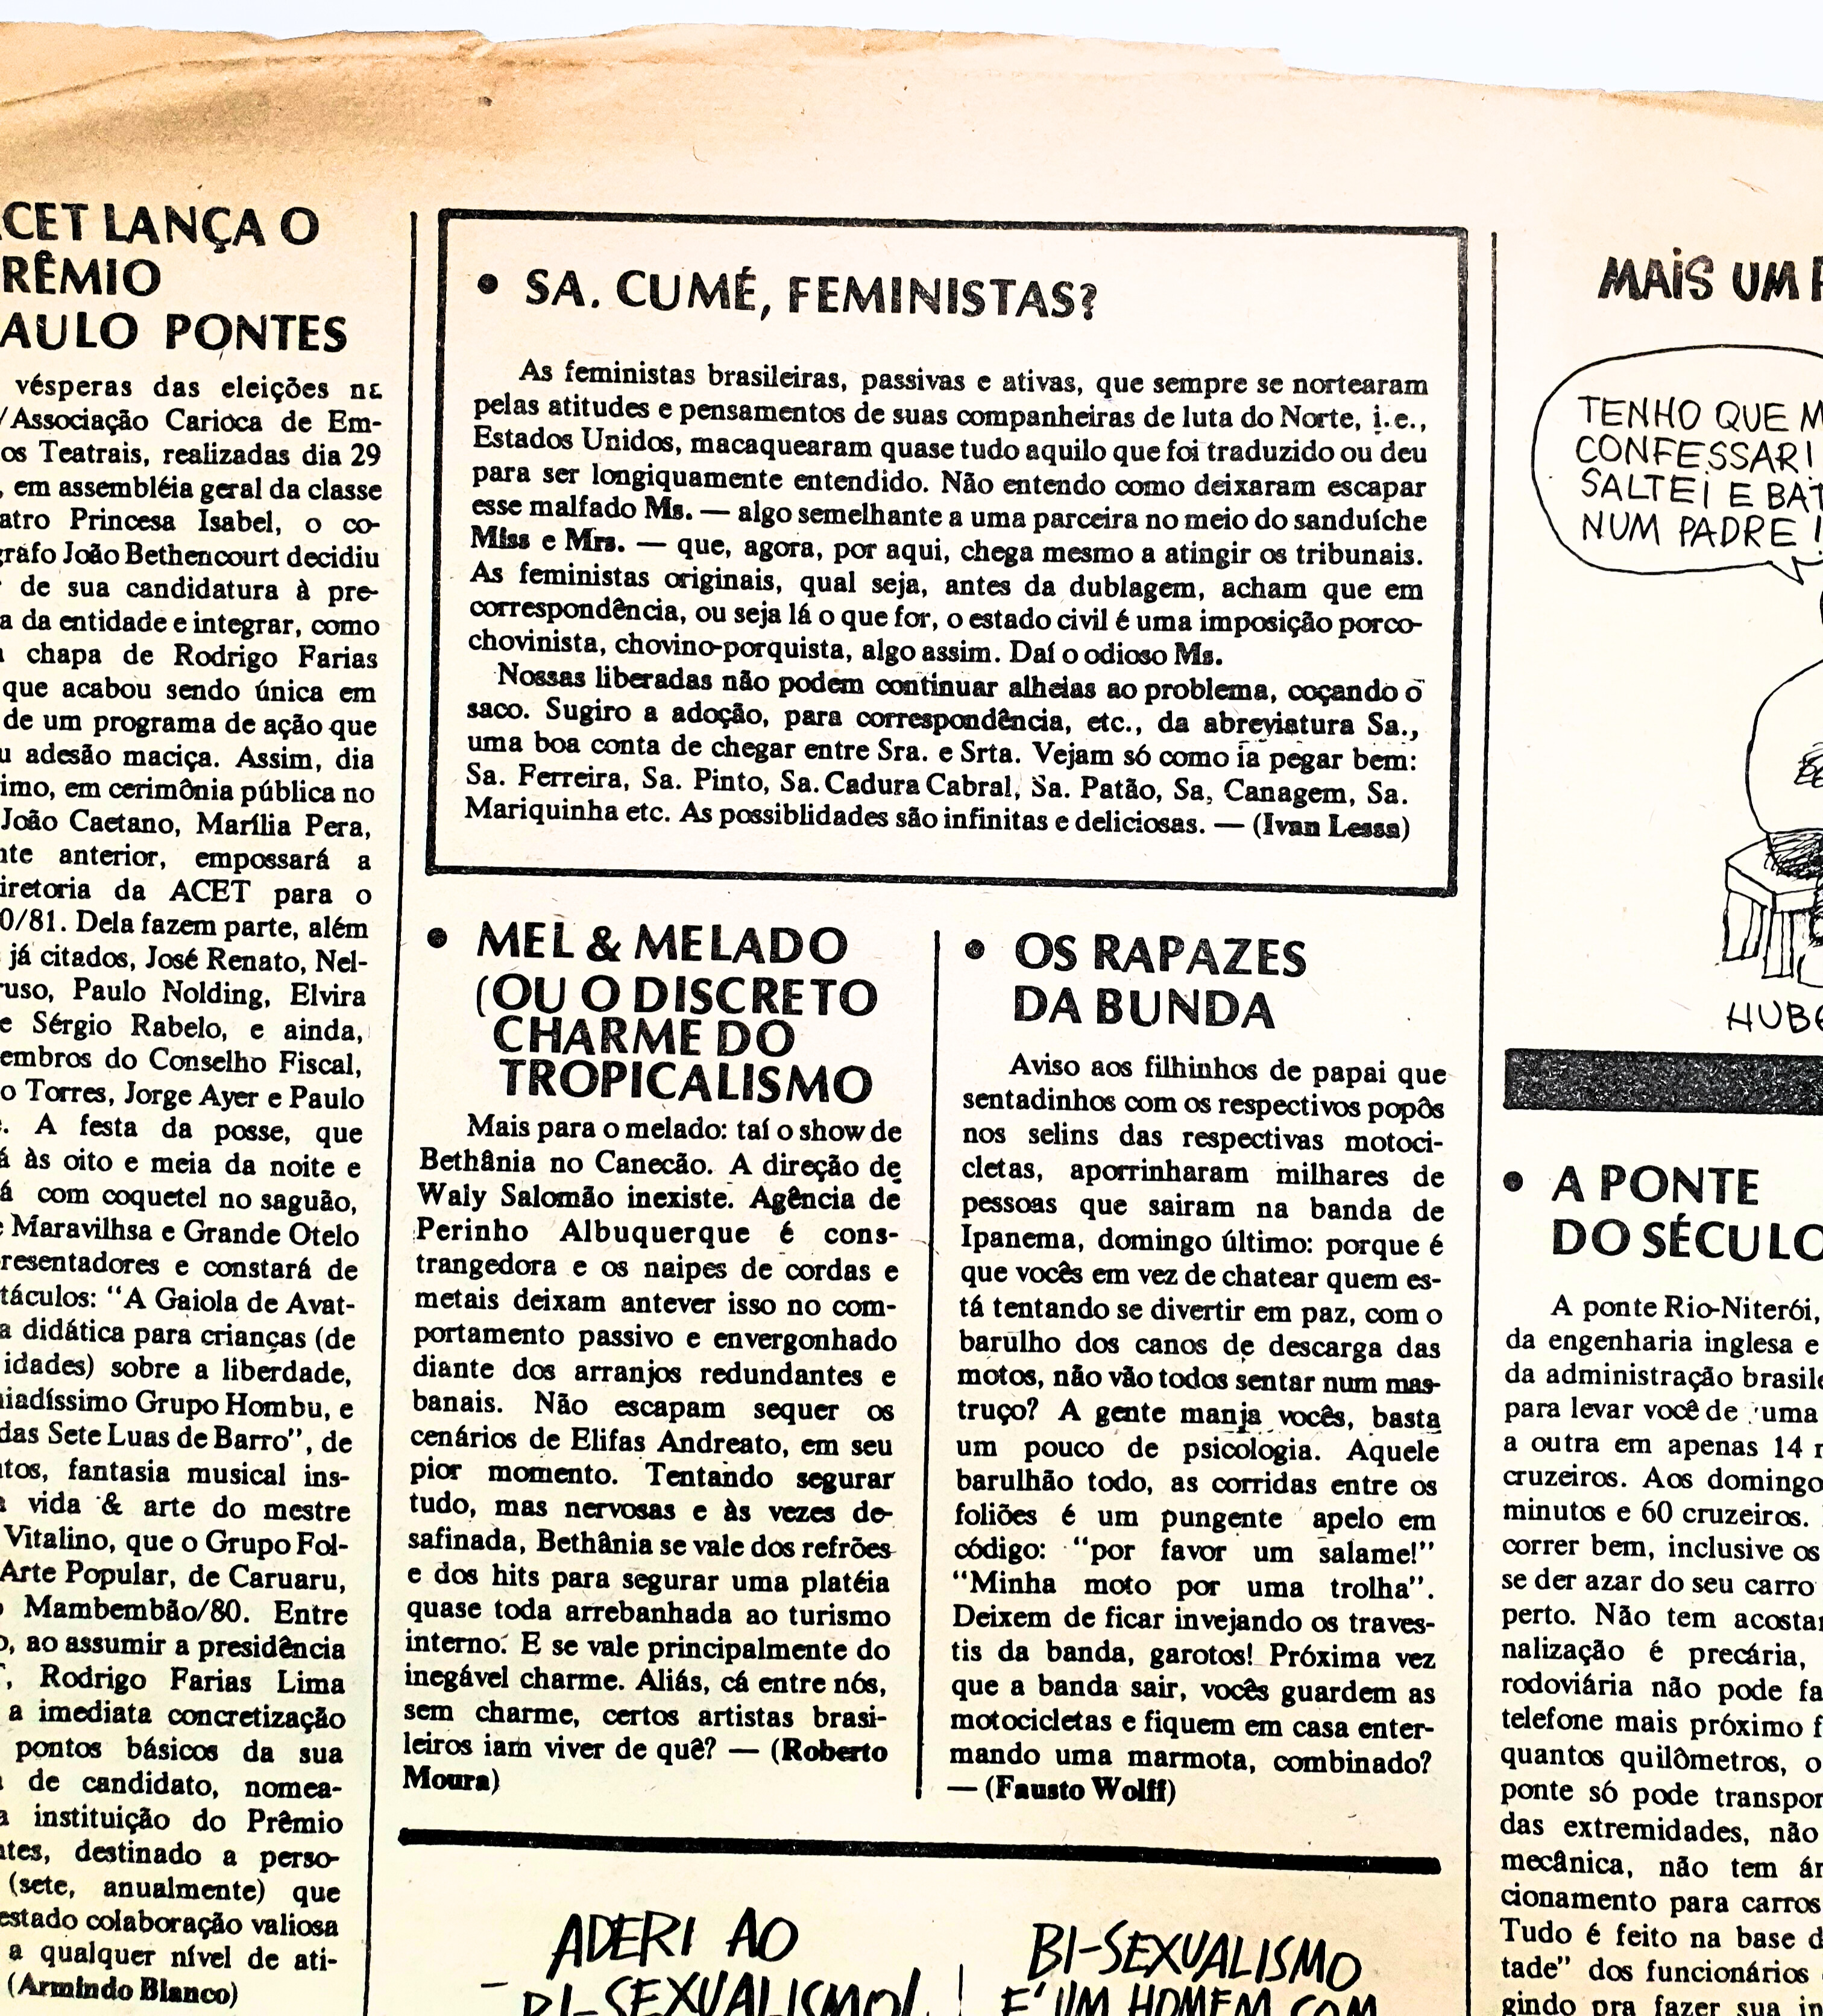 CET LANÇA O
RÊMIO
AULO PONTES
vésperas das eleições na
/Associação Carioca de Em-
os Teatrais, realizadas dia 29
, em assembléia geral da classe
atro Princesa Isabel, o co-
grafo João Bethencourt decidiu
de sua candidatura à pre-
a da entidade e integrar, como
chapa de Rodrigo Farias
que acabou sendo única em
de um programa de ação que
u adesão maciça. Assim, dia
imo, em cerimônia pública no
João Caetano, Marília Pera,
nte anterior, empossará a
iretoria da ACET para o
0/81. Dela fazem parte, além
já citados, José Renato, Nel-
ruso, Paulo Nolding, Elvira
e Sérgio Rabelo, e ainda,
embros do Conselho Fiscal,
o Torres, Jorge Ayer e Paulo
. A festa da posse, que
á às oito e meia da noite e
á com coquetel no saguão,
e Maravilhsa e Grande Otelo
resentadores e constará de
táculos: "A Gaiola de Avat-
a didática para crianças (de
idades) sobre a liberdade,
niadíssimo Grupo Hombu, e
das Sete Luas de Barro", de
ntos, fantasia musical ins-
a vida & arte do mestre
Vitalino, que o Grupo Fol-
Arte Popular, de Caruaru,
o Mambembão/80. Entre
o, ao assumir a presidência
, Rodrigo Farias Lima
a imediata concretização
pontos básicos da sua
de candidato, nomea-
a instituição do Prêmio
ntes, destinado a perso-
(sete, anualmente) que
estado colaboração valiosa
a qualquer nível de ati-
(Armindo Blanco)
• SA. CUMÉ, FEMINISTAS?
As feministas brasileiras, passivas e ativas, que sempre se nortearam
pelas atitudes e pensamentos de suas companheiras de luta do Norte, i.e.,
Estados Unidos, macaquearam quase tudo aquilo que foi traduzido ou deu
para ser longiquamente entendido. Não entendo como deixaram escapar
esse malfado Ms. — algo semelhante a uma parceira no meio do sanduíche
Miss e Mrs. — que, agora, por aqui, chega mesmo a atingir os tribunais.
As feministas originais, qual seja, antes da dublagem, acham que em
correspondência, ou seja lá o que for, o estado civil é uma imposição porco-
chovinista, chovino-porquista, algo assim. Daí o odioso Ms.
Nossas liberadas não podem continuar alheias ao problema, coçando o
saco. Sugiro a adoção, para correspondência, etc., da abreviatura Sa.,
uma boa conta de chegar entre Sra. e Srta. Vejam só como ia pegar bem:
Sa. Ferreira, Sa. Pinto, Sa. Cadura Cabral, Sa. Patão, Sa, Canagem, Sa.
Mariquinha etc. As possiblidades são infinitas e deliciosas. — (Ivan Lessa)
• MEL & MELADO
(OU O DISCRETO
CHARME DO
TROPICALISMO
Mais para o melado: taí o show de
Bethânia no Canecão. A direção de
Waly Salomão inexiste. Agência de
Perinho Albuquerque é cons-
trangedora e os naipes de cordas e
metais deixam antever isso no com-
portamento passivo e envergonhado
diante dos arranjos redundantes e
banais. Não escapam sequer os
cenários de Elifas Andreato, em seu
pior momento. Tentando segurar
tudo, mas nervosas e às vezes de-
safinada, Bethânia se vale dos refrões
e dos hits para segurar uma platéia
quase toda arrebanhada ao turismo
interno. E se vale principalmente do
inegável charme. Aliás, cá entre nós,
sem charme, certos artistas brasi-
leiros iam viver de quê? — (Roberto
Moura)
• OS RAPAZES
DA BUNDA
Aviso aos filhinhos de papai que
sentadinhos com os respectivos popôs
nos selins das respectivas motoci-
cletas, aporrinharam milhares de
pessoas que sairam na banda de
Ipanema, domingo último: porque é
que vocês em vez de chatear quem es-
tá tentando se divertir em paz, com o
barulho dos canos de descarga das
motos, não vão todos sentar num mas-
truço? A gente manja vocês, basta
um pouco de psicologia. Aquele
barulhão todo, as corridas entre os
foliões é um pungente apelo em
código: "por favor um salame!"
"Minha moto por uma trolha".
Deixem de ficar invejando os traves-
tis da banda, garotos! Próxima vez
que a banda sair, vocês guardem as
motocicletas e fiquem em casa enter-
mando uma marmota, combinado?
— (Fausto Wolff)
ADERI AO
BI-SEXUALISMO!
BI-SEXUALISMO
E' UM HOMEM COM
MAIS UM
TENHO QUE M
CONFESSAR!
SALTEI E BAT
NUM PADRE!
HUBE
• A PONTE
DO SÉCULO
A ponte Rio-Niterói,
da engenharia inglesa e
da administração brasile
para levar você de uma
a outra em apenas 14
cruzeiros. Aos domingo
minutos e 60 cruzeiros.
correr bem, inclusive os
se der azar do seu carro
perto. Não tem acostam
nalização é precária,
rodoviária não pode fa
telefone mais próximo f
quantos quilômetros, o
ponte só pode transpor
das extremidades, não
mecânica, não tem ár
cionamento para carros
Tudo é feito na base d
tade" dos funcionários
gindo pra fazer sua in